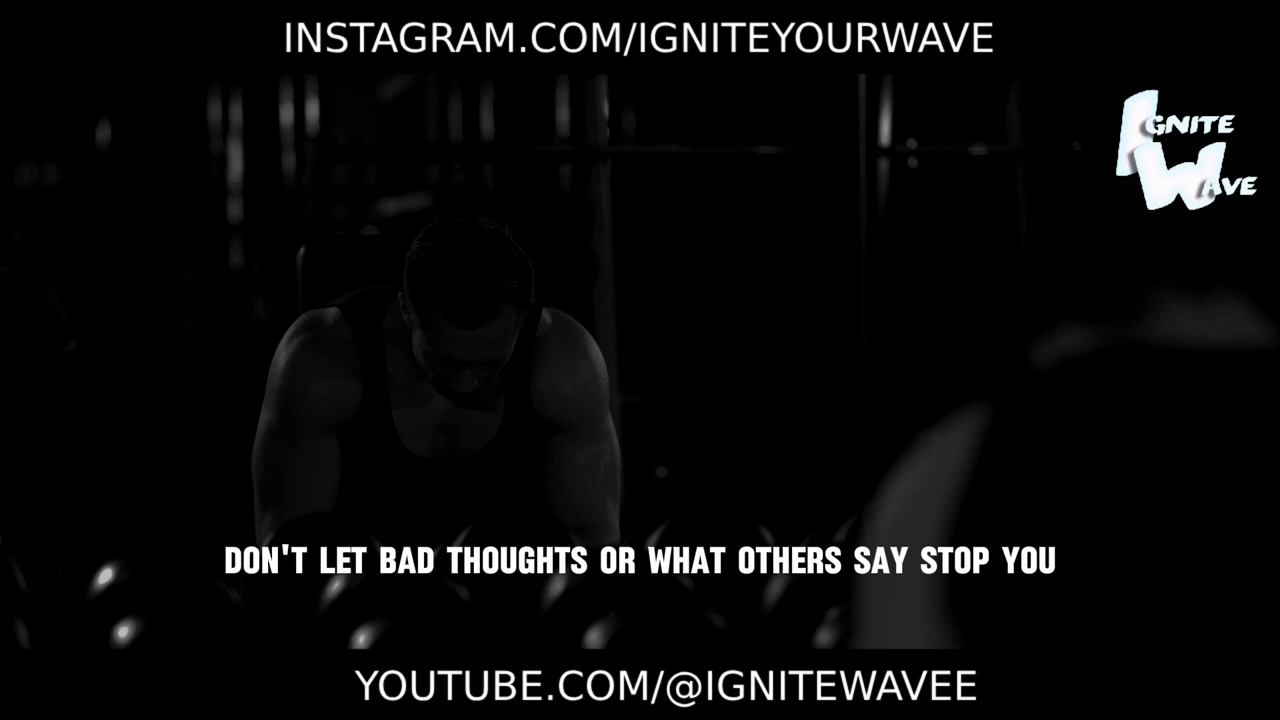 INSTAGRAM.COM/IGNITEYOURWAVE
IGNITE
WAVE
DON'T LET BAD THOUGHTS OR WHAT OTHERS SAY STOP YOU
YOUTUBE.COM/@IGNITEWAVEE